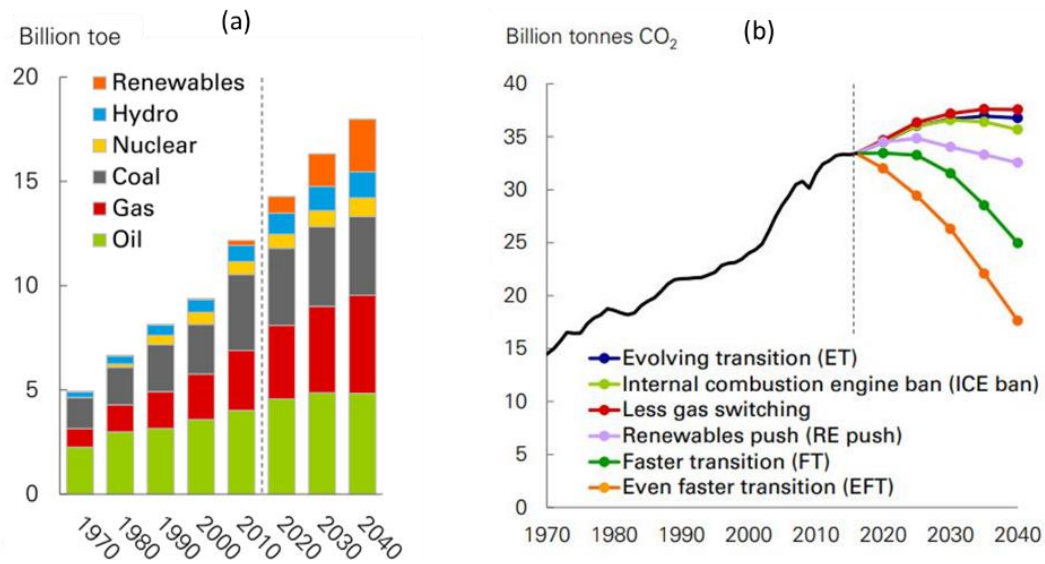 (a)
Billion toe
20
15
10
5
0
Renewables
Hydro
Nuclear
Coal
Gas
Oil
1970
1980
1990
2000
2010
2020
2030
2040
(b)
Billion tonnes CO₂
40
35
30
25
20
15
10
5
0
Evolving transition (ET)
Internal combustion engine ban (ICE ban)
Less gas switching
Renewables push (RE push)
Faster transition (FT)
Even faster transition (EFT)
1970 1980 1990 2000 2010 2020 2030 2040